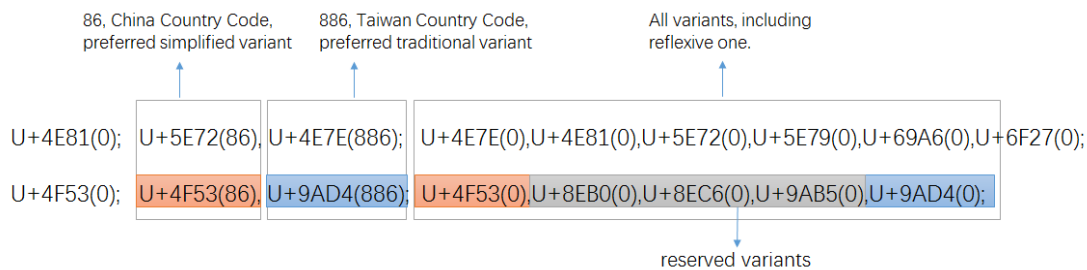 86, China Country Code,
preferred simplified variant
886, Taiwan Country Code,
preferred traditional variant
All variants, including
reflexive one.
U+4E81(0); U+5E72(86), U+4E7E(886); U+4E7E(0),U+4E81(0),U+5E72(0),U+5E79(0),U+69A6(0),U+6F27(0);
U+4F53(0); U+4F53(86), U+9AD4(886); U+4F53(0),U+8EB0(0),U+8EC6(0),U+9AB5(0),U+9AD4(0);
reserved variants